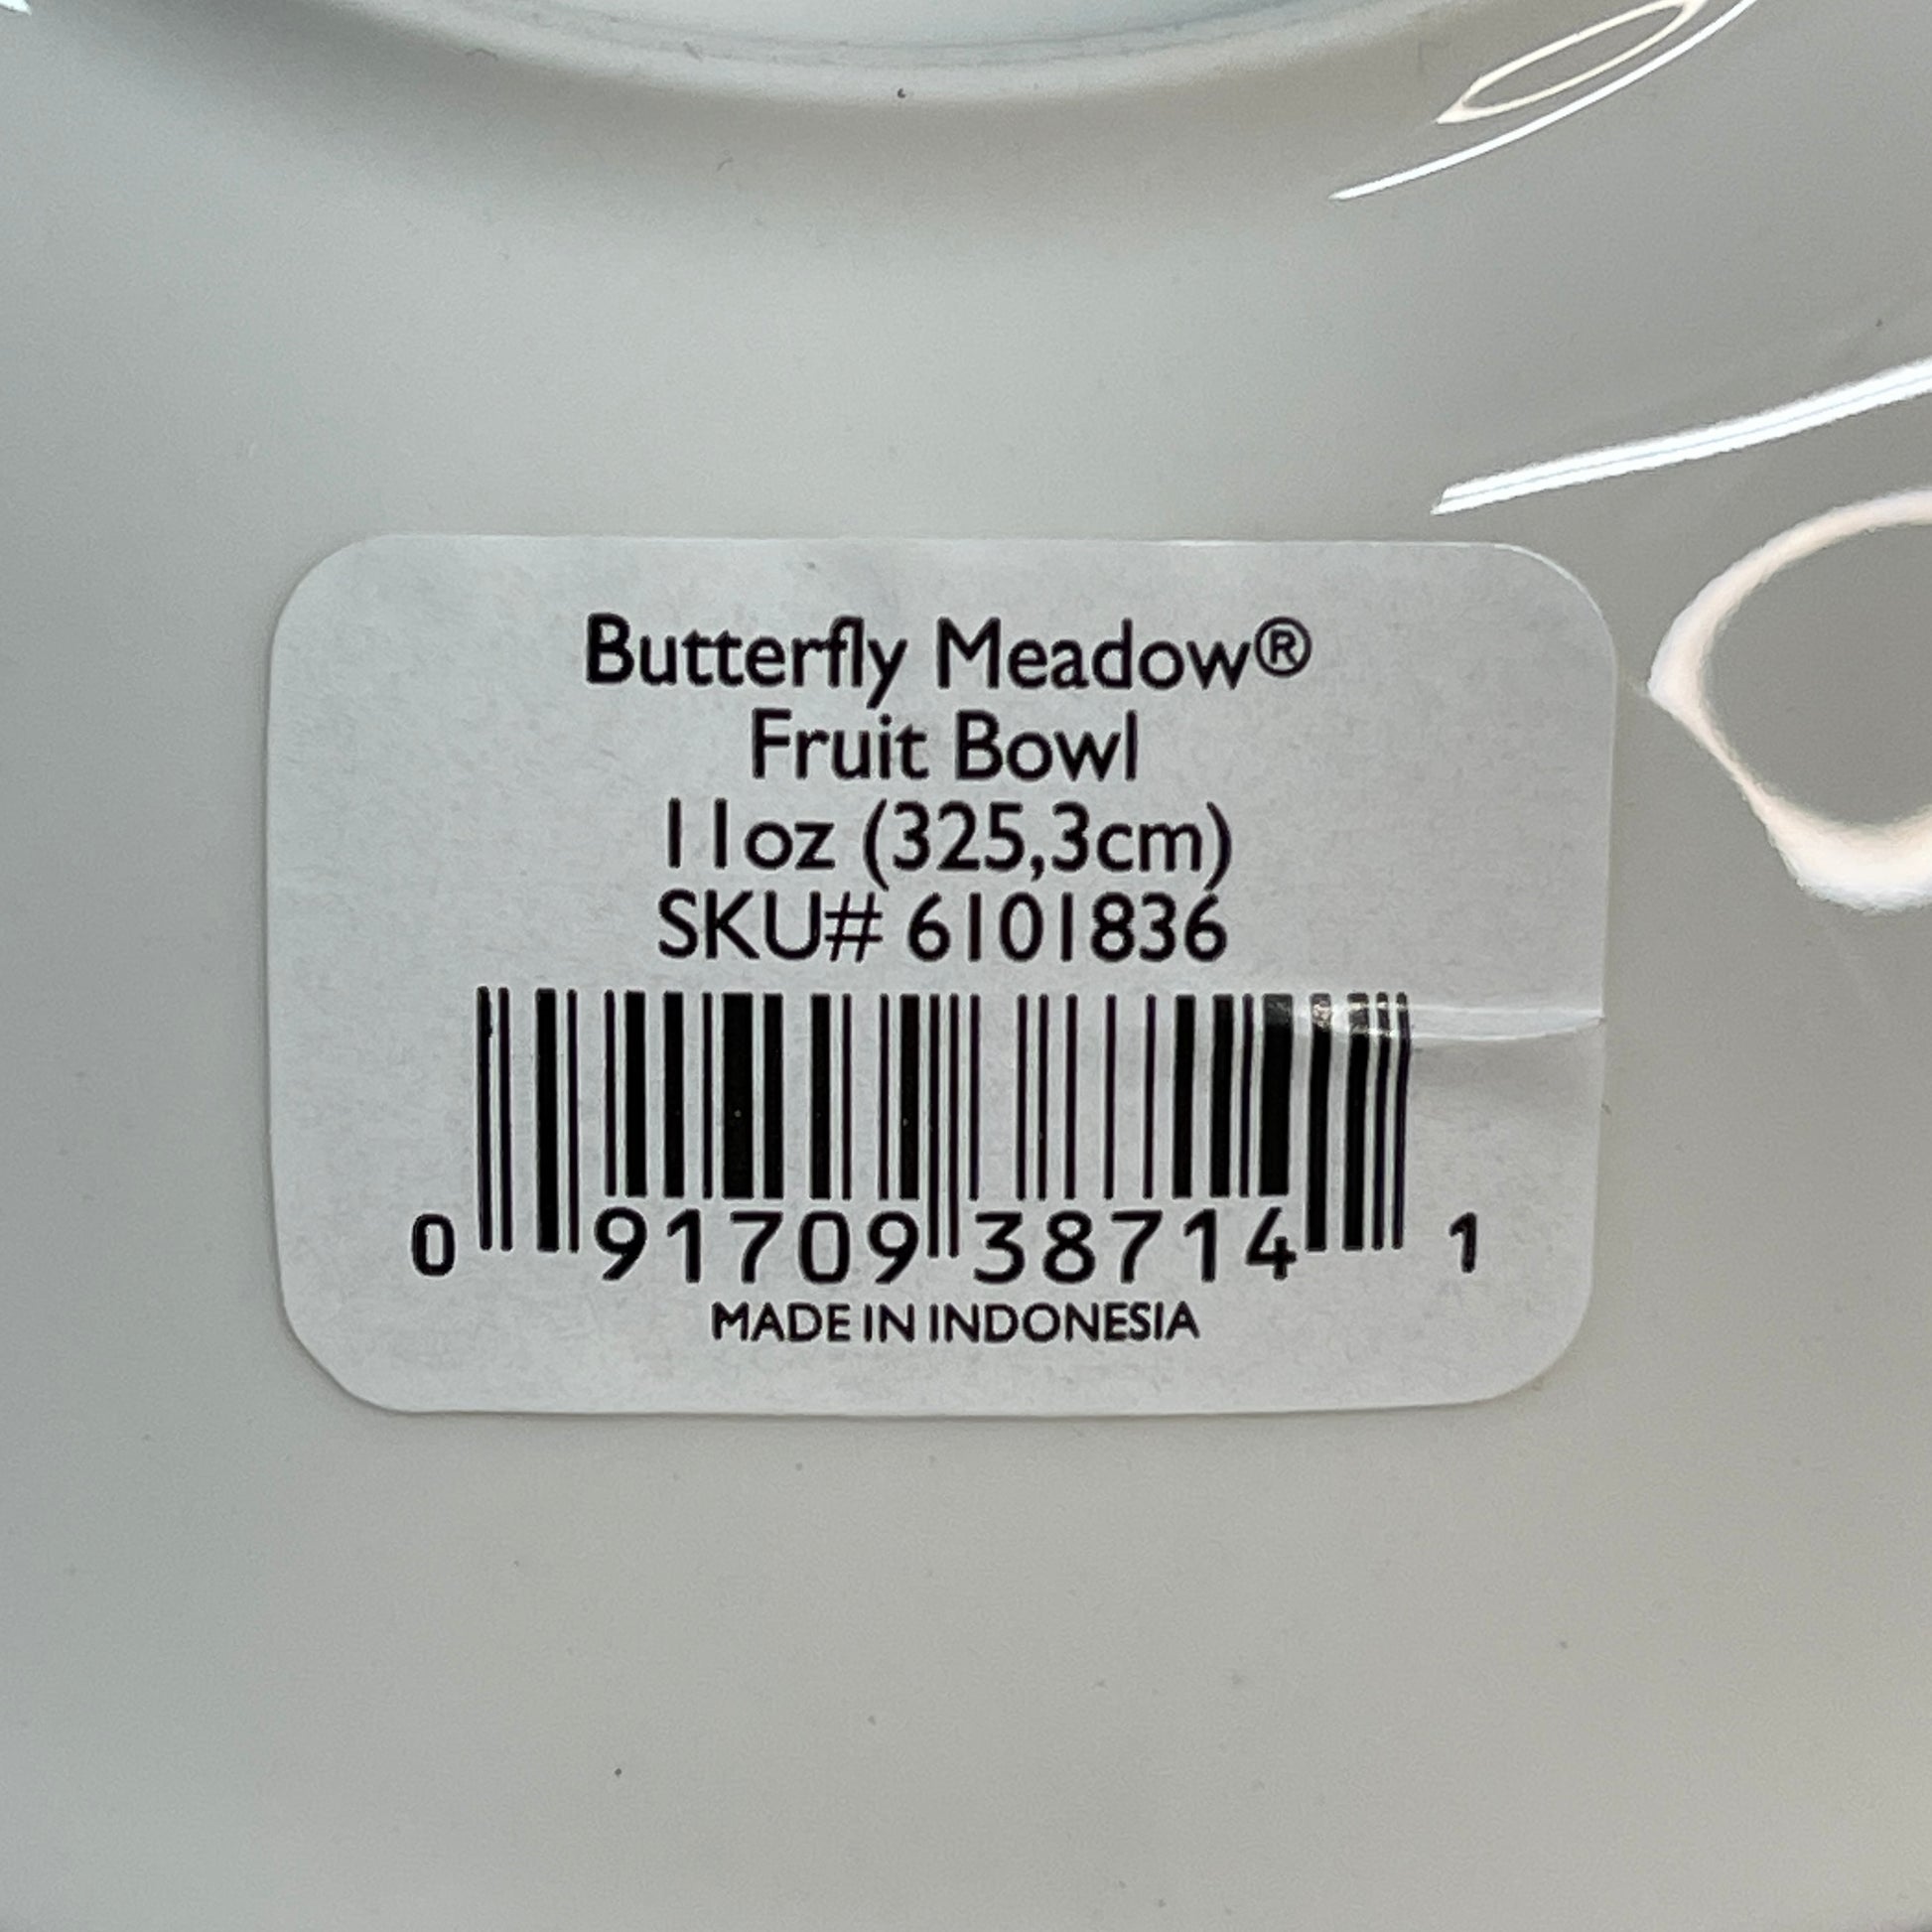 Butterfly Meadow®
Fruit Bowl
11oz (325,3cm)
SKU# 6101836
0 91709 38714 1
MADE IN INDONESIA